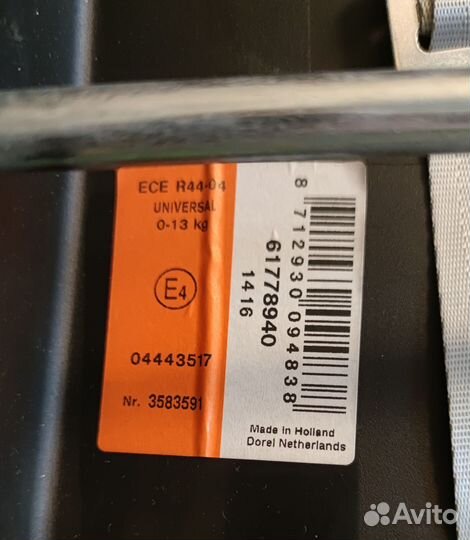 ECE R44-04
UNIVERSAL
0-13 kg
E4
04443517
Nr. 3583591
61778940
1416
8 712930 094838
Made in Holland
Dorel Netherlands
Avito